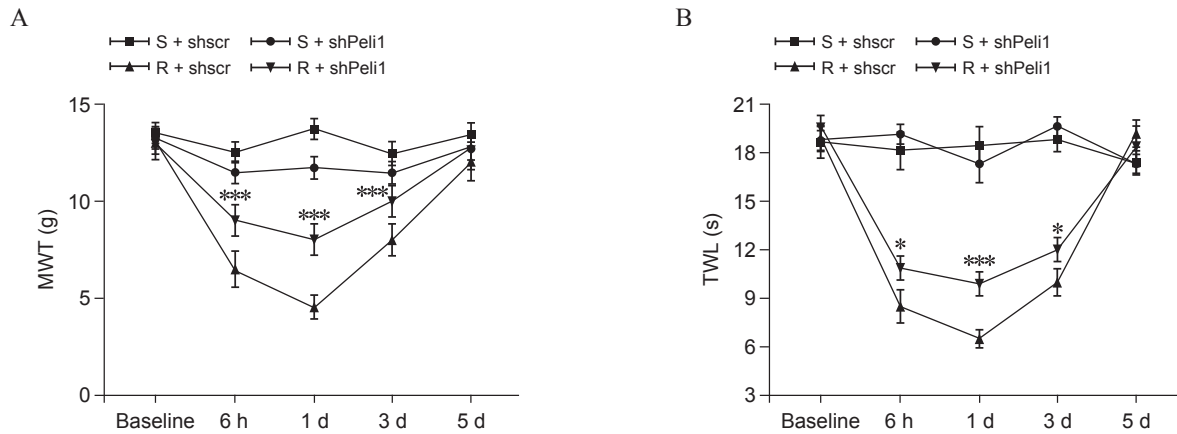 A
S + shscr S + shPeli1
R + shscr R + shPeli1
15
10
5
0
MWT (g)
***
***
***
Baseline 6 h 1 d 3 d 5 d
B
S + shscr S + shPeli1
R + shscr R + shPeli1
21
18
15
12
9
6
3
TWL (s)
*
***
*
Baseline 6 h 1 d 3 d 5 d